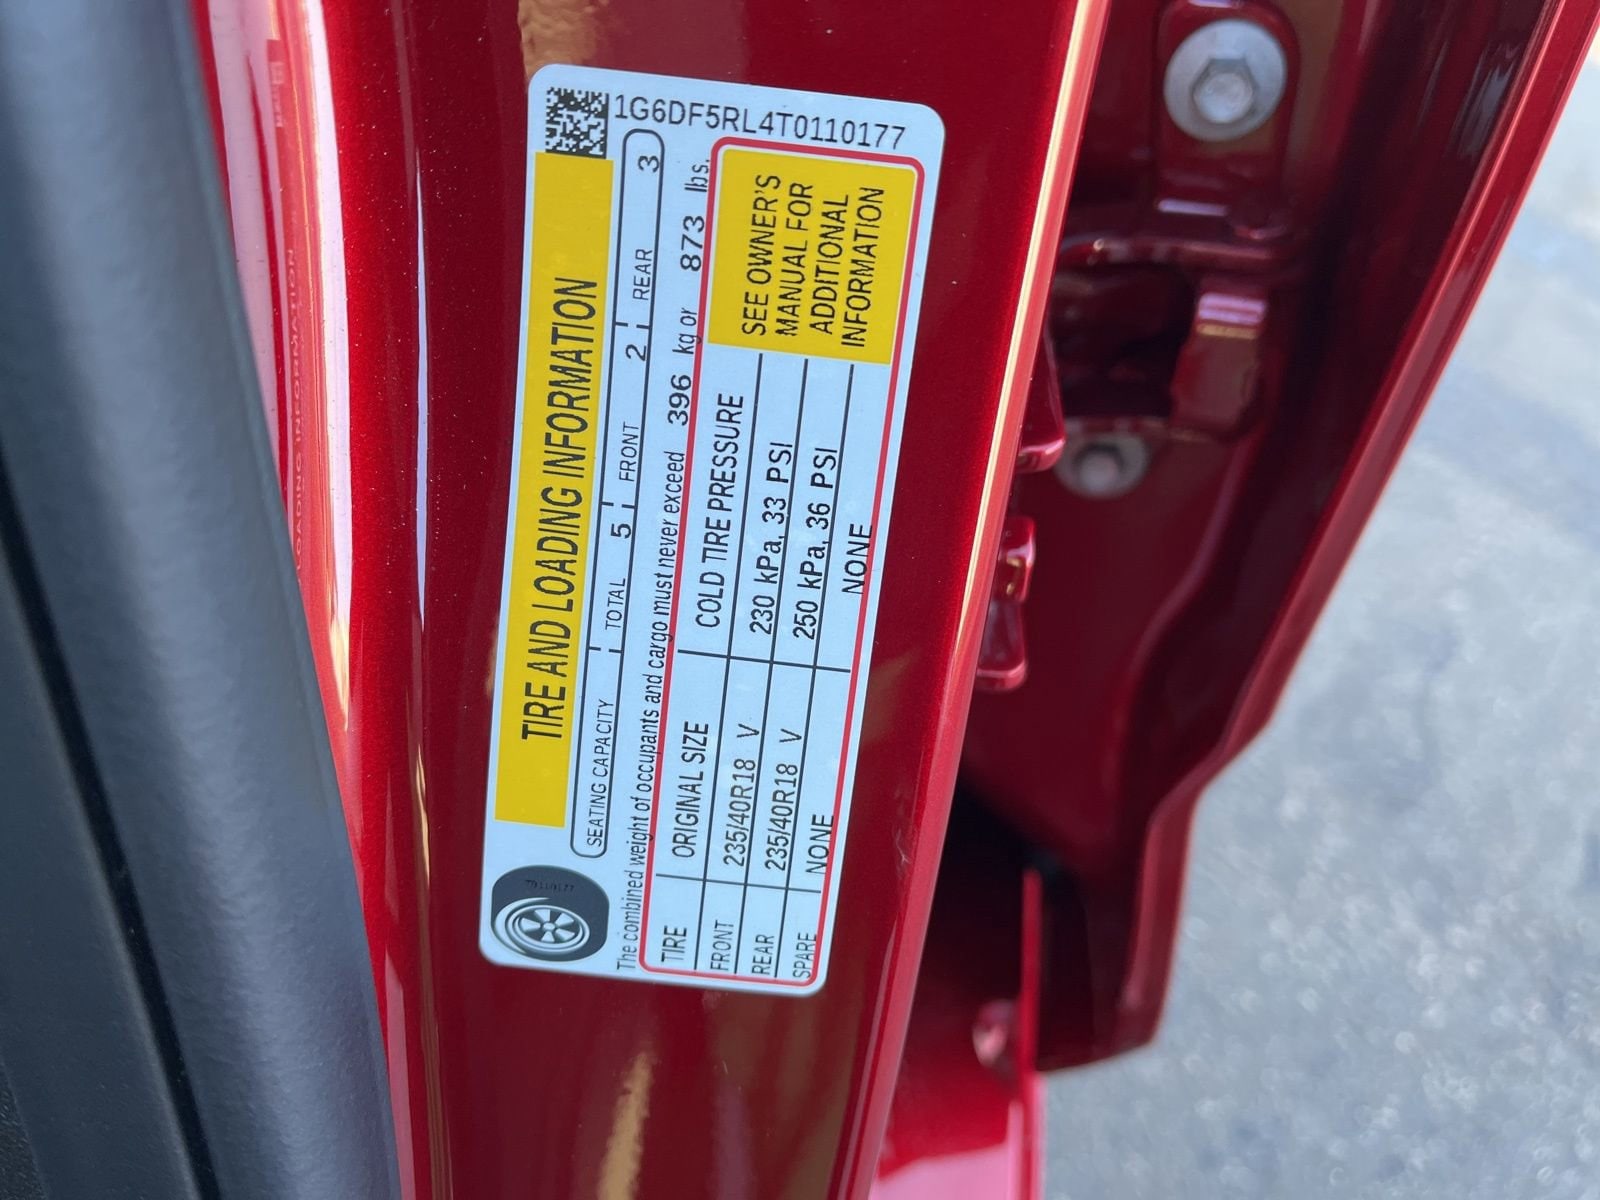 1G6DF5RL4T0110177
TIRE AND LOADING INFORMATION
SEATING CAPACITY TOTAL 5 FRONT 2 REAR 3
The combined weight of occupants and cargo must never exceed 396 kg or 873 lbs.
TIRE ORIGINAL SIZE COLD TIRE PRESSURE
FRONT 235/40R18 V 230 kPa, 33 PSI
REAR 235/40R18 V 250 kPa, 36 PSI
SPARE NONE NONE
SEE OWNER'S
MANUAL FOR
ADDITIONAL
INFORMATION
LOADING INFORMATION